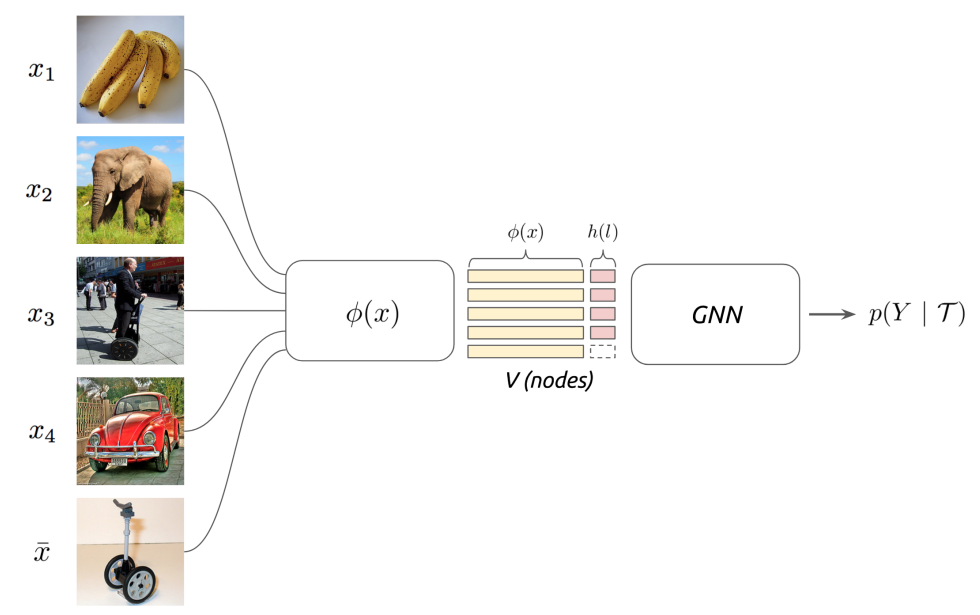 x₁
x₂
x₃
x₄
x̄
ϕ(x)
ϕ(x)
h(l)
V (nodes)
GNN
p(Y | 𝒯)